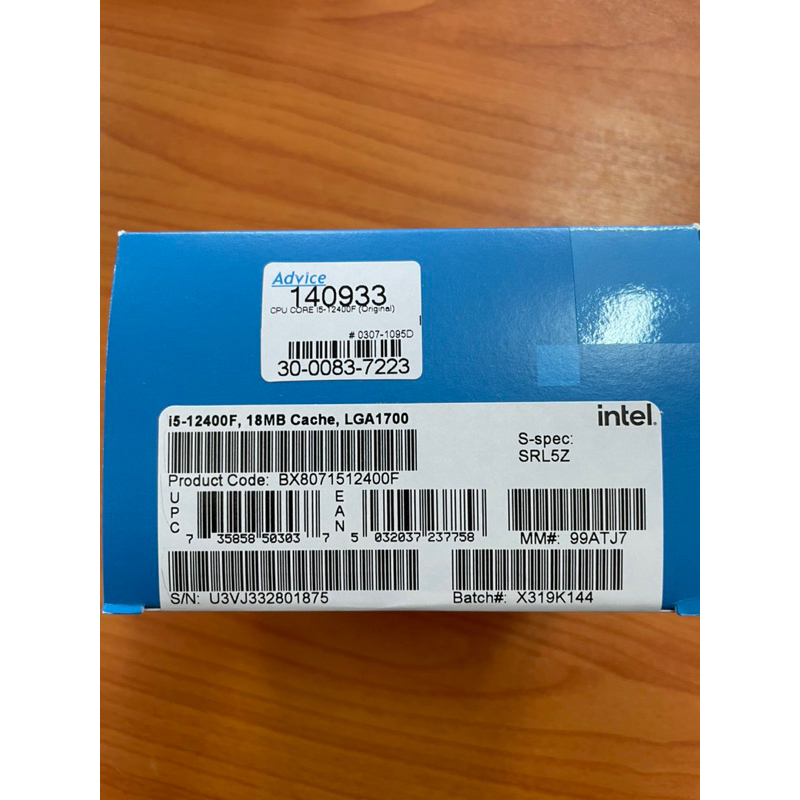 Advice
140933
CPU CORE I5-12400F (Original)
# 0307-1095D
30-0083-7223
i5-12400F, 18MB Cache, LGA1700
intel.
S-spec:
SRL5Z
Product Code: BX8071512400F
UPC
7 35858 50303 7
EAN
5 032037 237758
MM#: 99ATJ7
S/N: U3VJ332801875
Batch#: X319K144